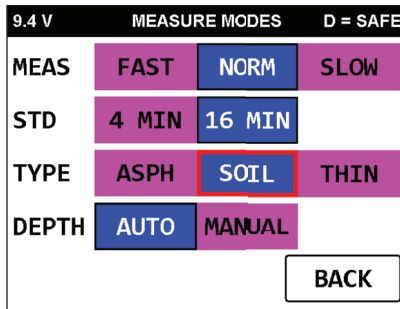 9.4 V MEASURE MODES D = SAFE
MEAS FAST NORM SLOW
STD 4 MIN 16 MIN
TYPE ASPH SOIL THIN
DEPTH AUTO MANUAL
BACK